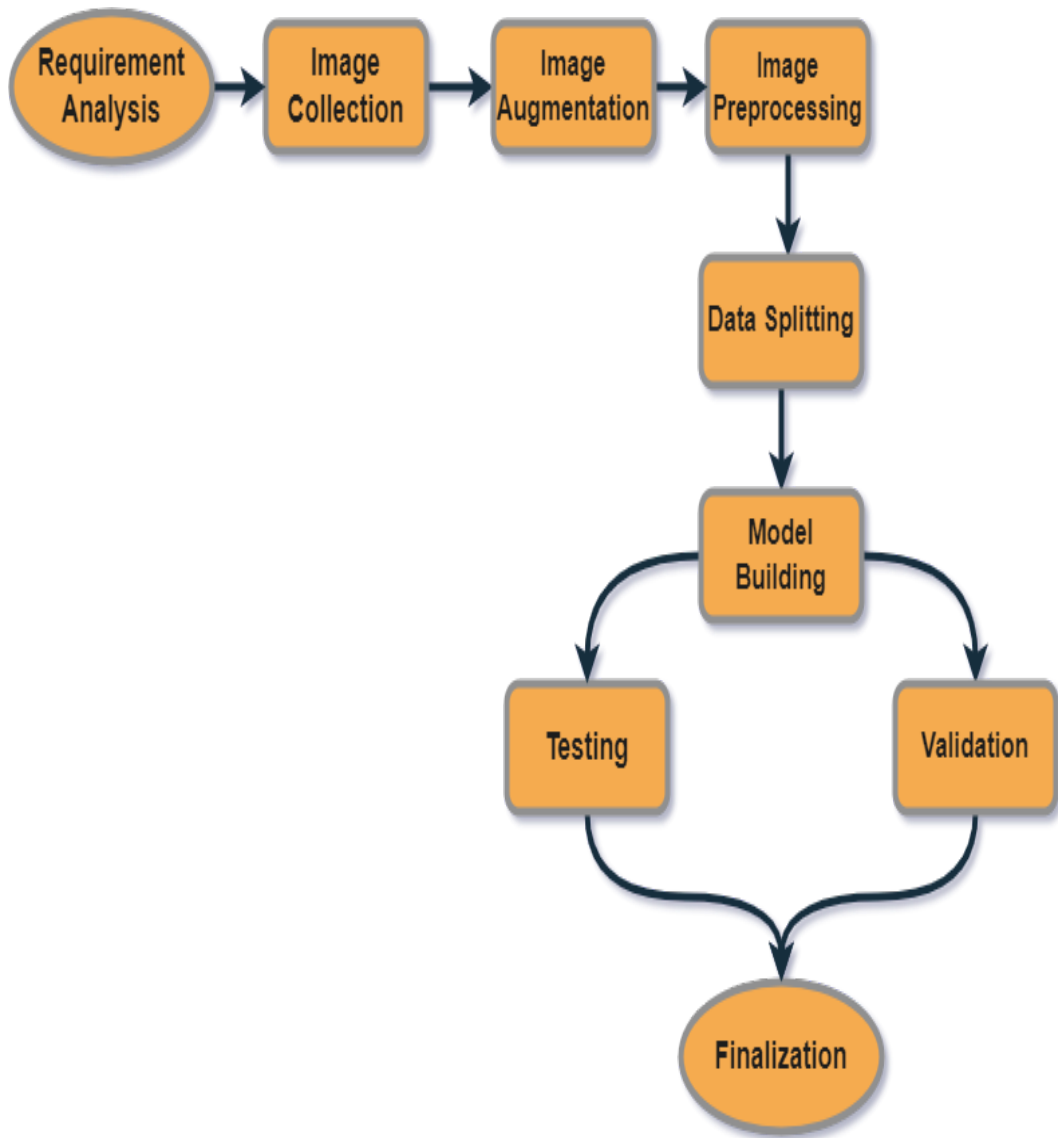 Requirement
Analysis
Image
Collection
Image
Augmentation
Image
Preprocessing
Data Splitting
Model
Building
Testing
Validation
Finalization